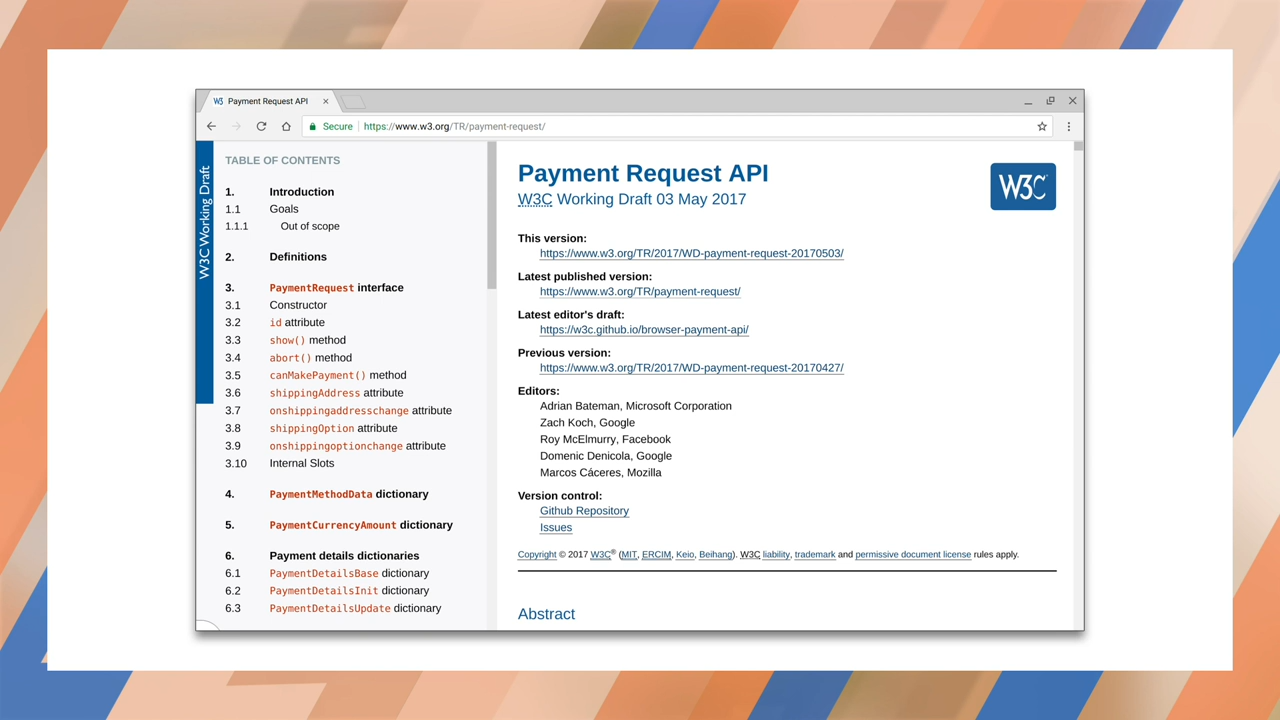 Payment Request API
Secure https://www.w3.org/TR/payment-request/
W3C Working Draft
TABLE OF CONTENTS
1. Introduction
1.1 Goals
1.1.1 Out of scope
2. Definitions
3. PaymentRequest interface
3.1 Constructor
3.2 id attribute
3.3 show() method
3.4 abort() method
3.5 canMakePayment() method
3.6 shippingAddress attribute
3.7 onshippingaddresschange attribute
3.8 shippingOption attribute
3.9 onshippingoptionchange attribute
3.10 Internal Slots
4. PaymentMethodData dictionary
5. PaymentCurrencyAmount dictionary
6. Payment details dictionaries
6.1 PaymentDetailsBase dictionary
6.2 PaymentDetailsInit dictionary
6.3 PaymentDetailsUpdate dictionary
Payment Request API
W3C Working Draft 03 May 2017
W3C
This version:
https://www.w3.org/TR/2017/WD-payment-request-20170503/
Latest published version:
https://www.w3.org/TR/payment-request/
Latest editor's draft:
https://w3c.github.io/browser-payment-api/
Previous version:
https://www.w3.org/TR/2017/WD-payment-request-20170427/
Editors:
Adrian Bateman, Microsoft Corporation
Zach Koch, Google
Roy McElmurry, Facebook
Domenic Denicola, Google
Marcos Cáceres, Mozilla
Version control:
Github Repository
Issues
Copyright © 2017 W3C® (MIT, ERCIM, Keio, Beihang). W3C liability, trademark and permissive document license rules apply.
Abstract